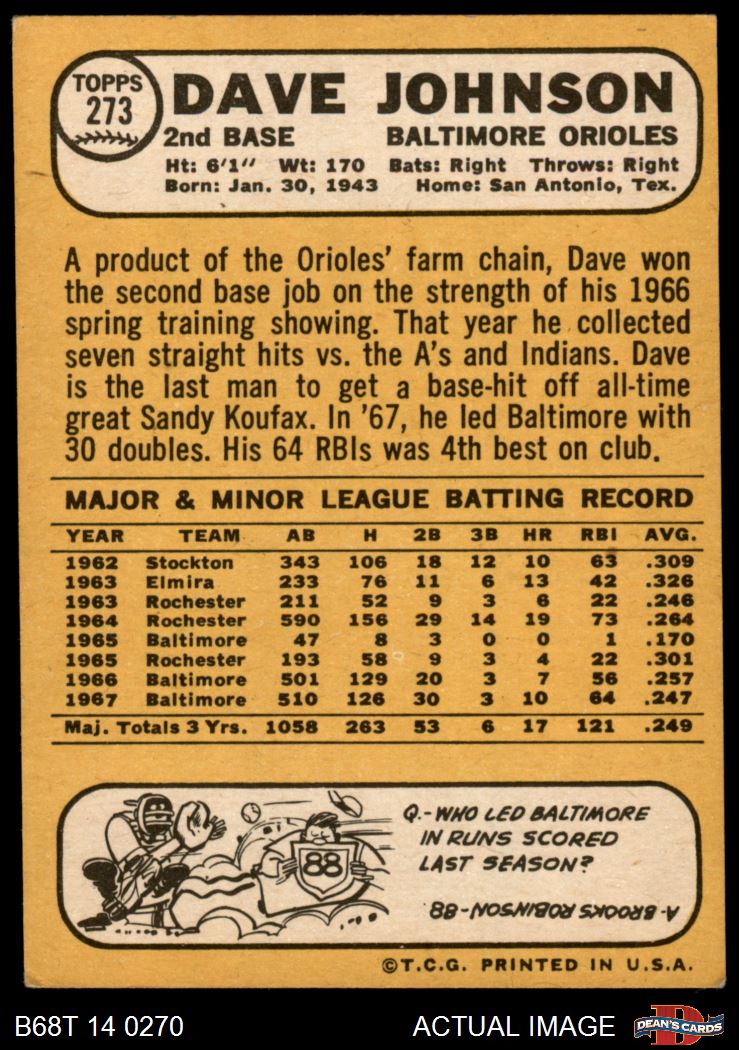 TOPPS
273
DAVE JOHNSON
2nd BASE BALTIMORE ORIOLES
Ht: 6'1" Wt: 170 Bats: Right Throws: Right
Born: Jan. 30, 1943 Home: San Antonio, Tex.
A product of the Orioles' farm chain, Dave won
the second base job on the strength of his 1966
spring training showing. That year he collected
seven straight hits vs. the A's and Indians. Dave
is the last man to get a base-hit off all-time
great Sandy Koufax. In '67, he led Baltimore with
30 doubles. His 64 RBIs was 4th best on club.
MAJOR & MINOR LEAGUE BATTING RECORD
YEAR TEAM AB H 2B 3B HR RBI AVG.
1962 Stockton 343 106 18 12 10 63 .309
1963 Elmira 233 76 11 6 13 42 .326
1963 Rochester 211 52 9 3 6 22 .246
1964 Rochester 590 156 29 14 19 73 .264
1965 Baltimore 47 8 3 0 0 1 .170
1965 Rochester 193 58 9 3 4 22 .301
1966 Baltimore 501 129 20 3 7 56 .257
1967 Baltimore 510 126 30 3 10 64 .247
Maj. Totals 3 Yrs. 1058 263 53 6 17 121 .249
88
Q.-WHO LED BALTIMORE
IN RUNS SCORED
LAST SEASON?
A-BROOKS ROBINSON-88
©T.C.G. PRINTED IN U.S.A.
B68T 14 0270 ACTUAL IMAGE
D
DEAN'S CARDS